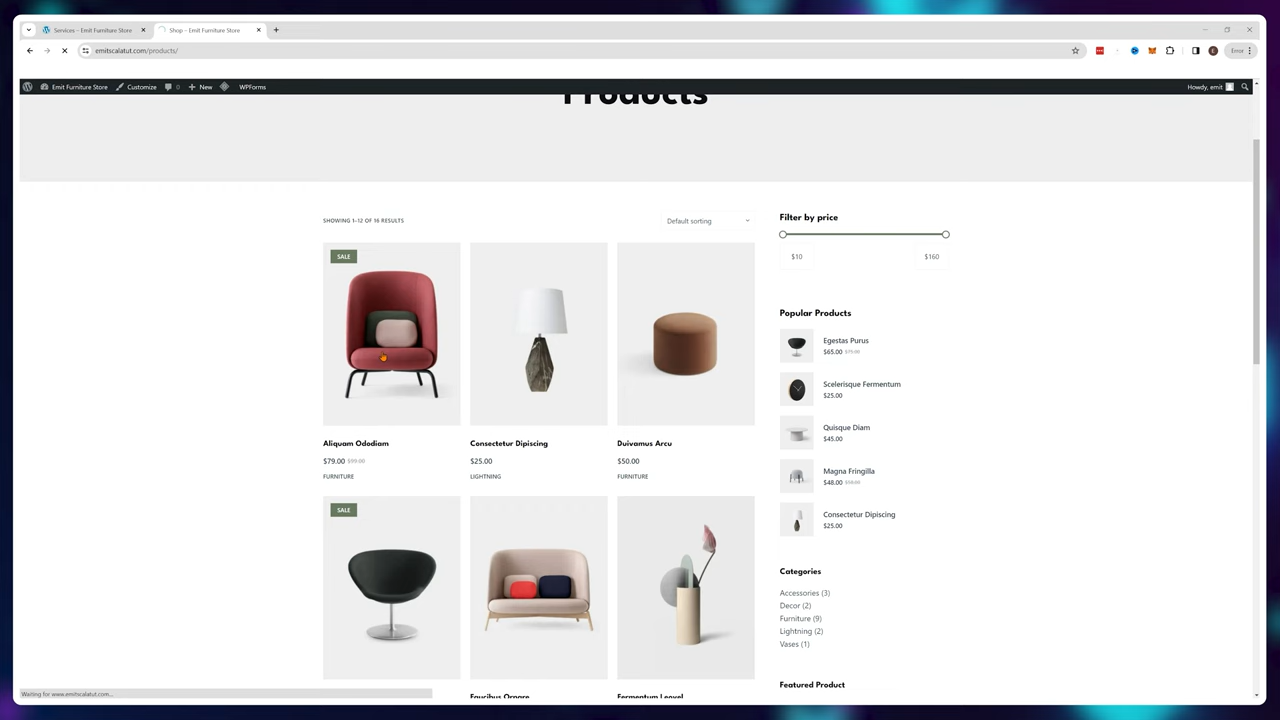 Services – Emit Furniture Store
Shop – Emit Furniture Store
emitscalatut.com/products/
E
Error
Emit Furniture Store
Customize
0
New
WPForms
Howdy, emit
Products
SHOWING 1–12 OF 16 RESULTS
Default sorting
SALE
Aliquam Ododiam
$79.00 $99.00
FURNITURE
Consectetur Dipiscing
$25.00
LIGHTNING
Duivamus Arcu
$50.00
FURNITURE
SALE
Faucibus Ornare
Fermentum Leovel
Filter by price
$10
$160
Popular Products
Egestas Purus
$65.00 $75.00
Scelerisque Fermentum
$25.00
Quisque Diam
$45.00
Magna Fringilla
$48.00
Consectetur Dipiscing
$25.00
Categories
Accessories (3)
Decor (2)
Furniture (9)
Lightning (2)
Vases (1)
Featured Product
Waiting for www.emitscalatut.com...